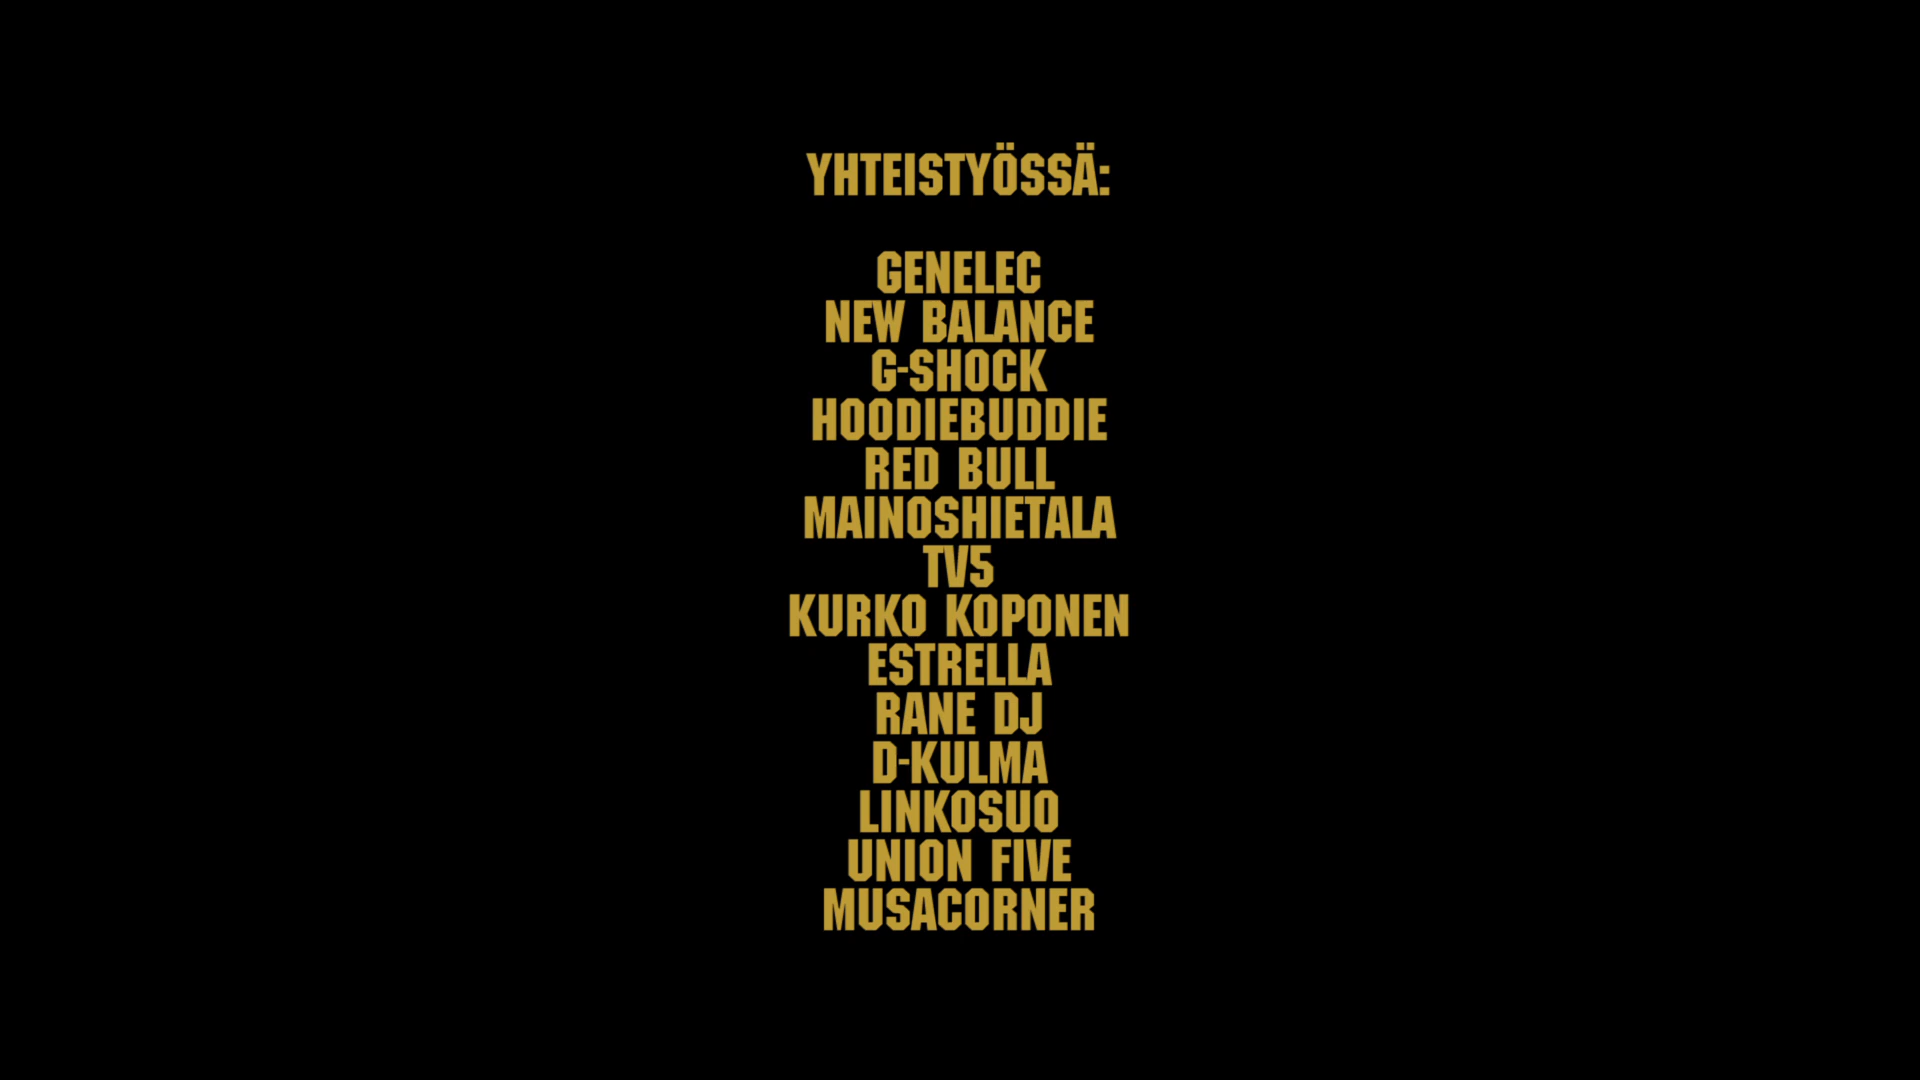 YHTEISTYÖSSÄ:
GENELEC
NEW BALANCE
G-SHOCK
HOODIEBUDDIE
RED BULL
MAINOSHIETALA
TV5
KURKO KOPONEN
ESTRELLA
RANE DJ
D-KULMA
LINKOSUO
UNION FIVE
MUSACORNER